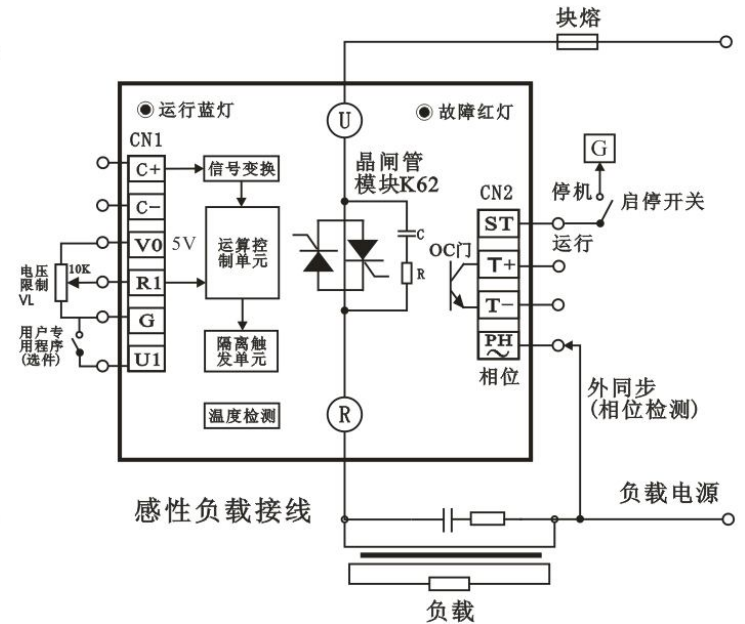 块熔
运行蓝灯
故障红灯
U
CN1
C+
C-
V0
R1
G
U1
5V
信号变换
运算控
制单元
隔离触
发单元
温度检测
电压
限制
VL
10K
用户专
用程序
(选件)
晶闸管
模块K62
C
R
OC门
CN2
ST
T+
T-
PH
~
相位
G
停机
启停开关
运行
外同步
(相位检测)
R
感性负载接线
负载电源
负载